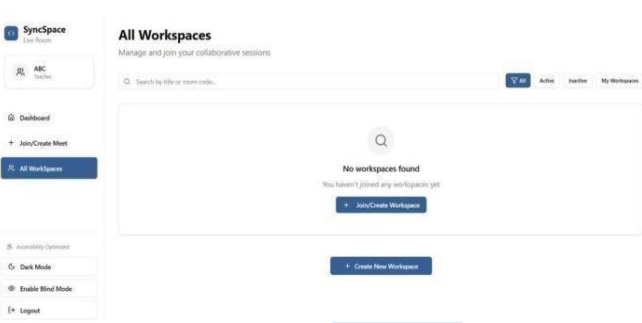 SyncSpace
Live Room
ABC
Teacher
Dashboard
+ Join/Create Meet
All WorkSpaces
Accessibility Optimized
Dark Mode
Enable Blind Mode
Logout
All Workspaces
Manage and join your collaborative sessions
Search by title or room code...
All Active Inactive My Workspaces
No workspaces found
You haven't joined any workspaces yet
+ Join/Create Workspace
+ Create New Workspace